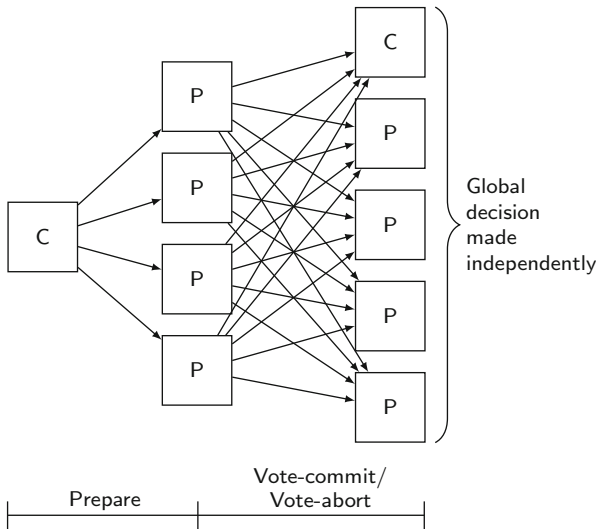 C
P
P
P
P
C
P
P
P
P
Global
decision
made
independently
Prepare
Vote-commit/
Vote-abort